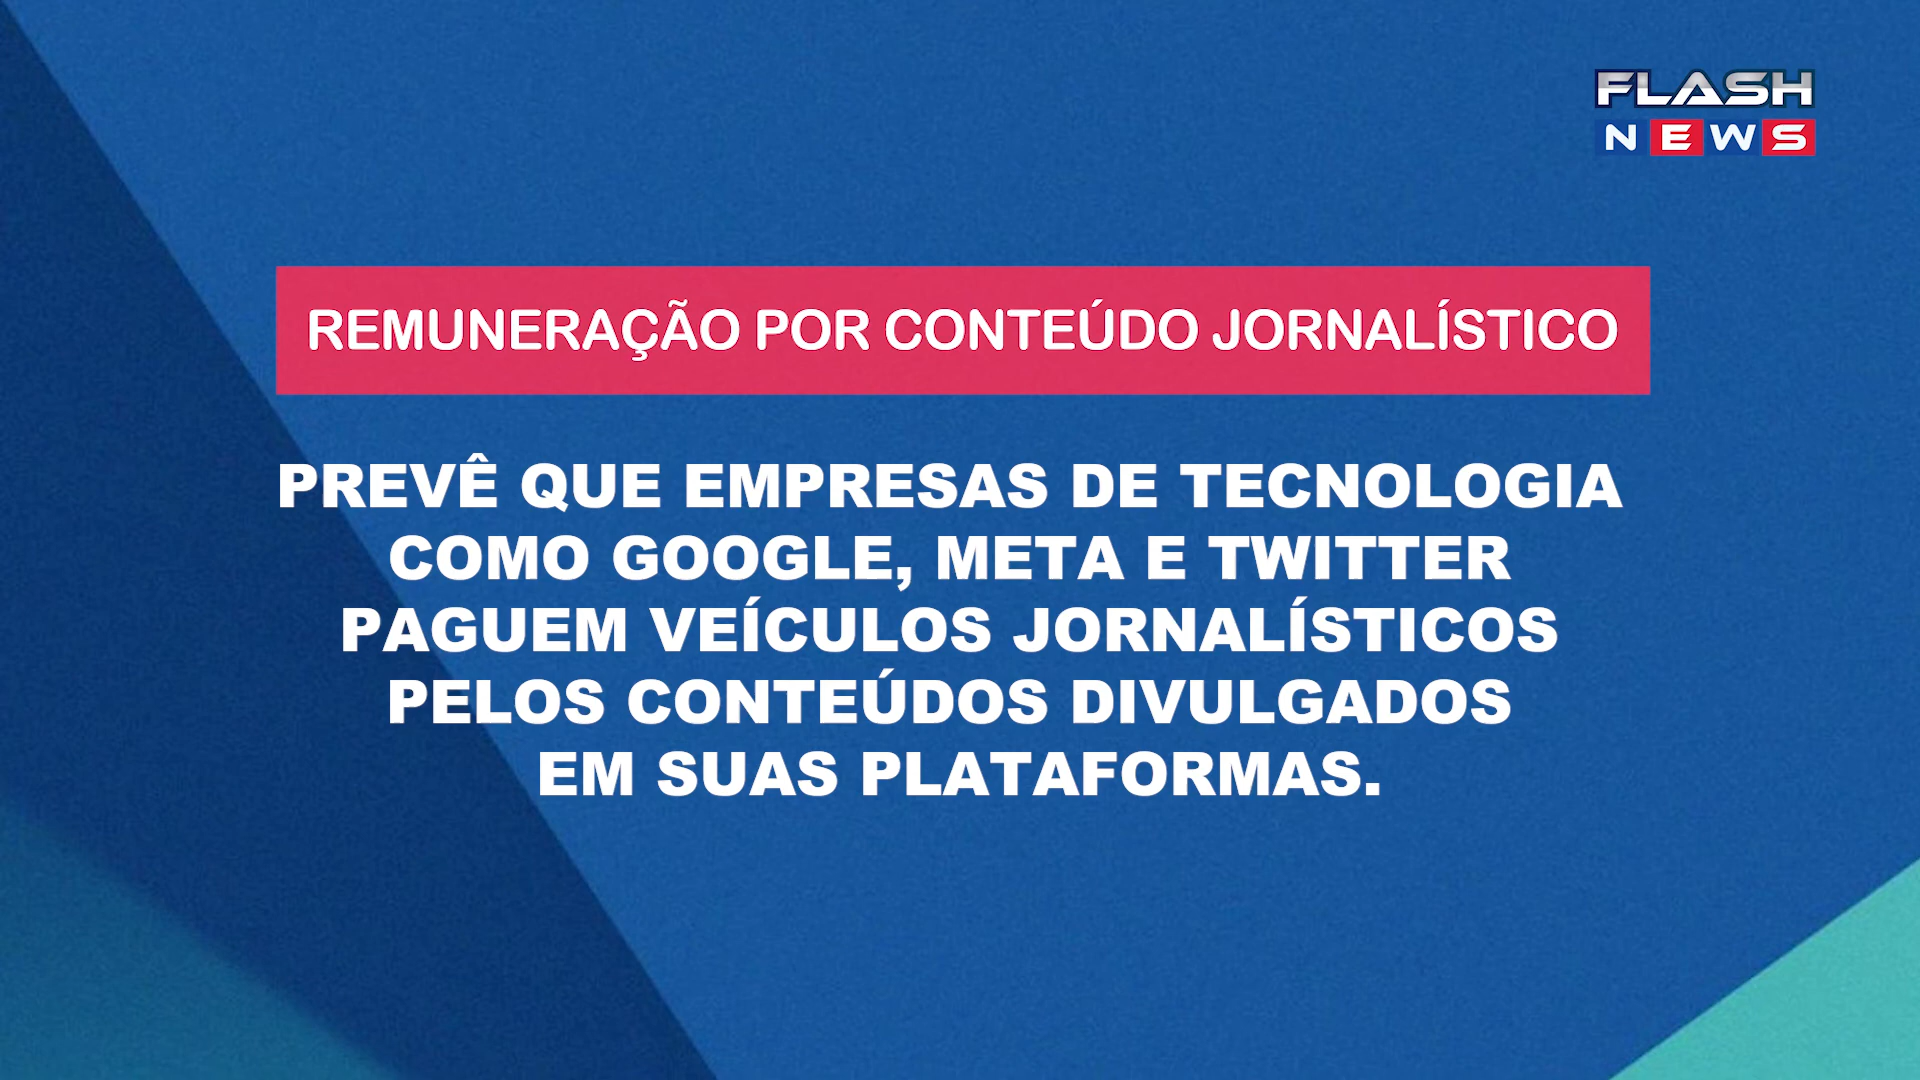 FLASH
NEWS
REMUNERAÇÃO POR CONTEÚDO JORNALÍSTICO
PREVÊ QUE EMPRESAS DE TECNOLOGIA
COMO GOOGLE, META E TWITTER
PAGUEM VEÍCULOS JORNALÍSTICOS
PELOS CONTEÚDOS DIVULGADOS
EM SUAS PLATAFORMAS.